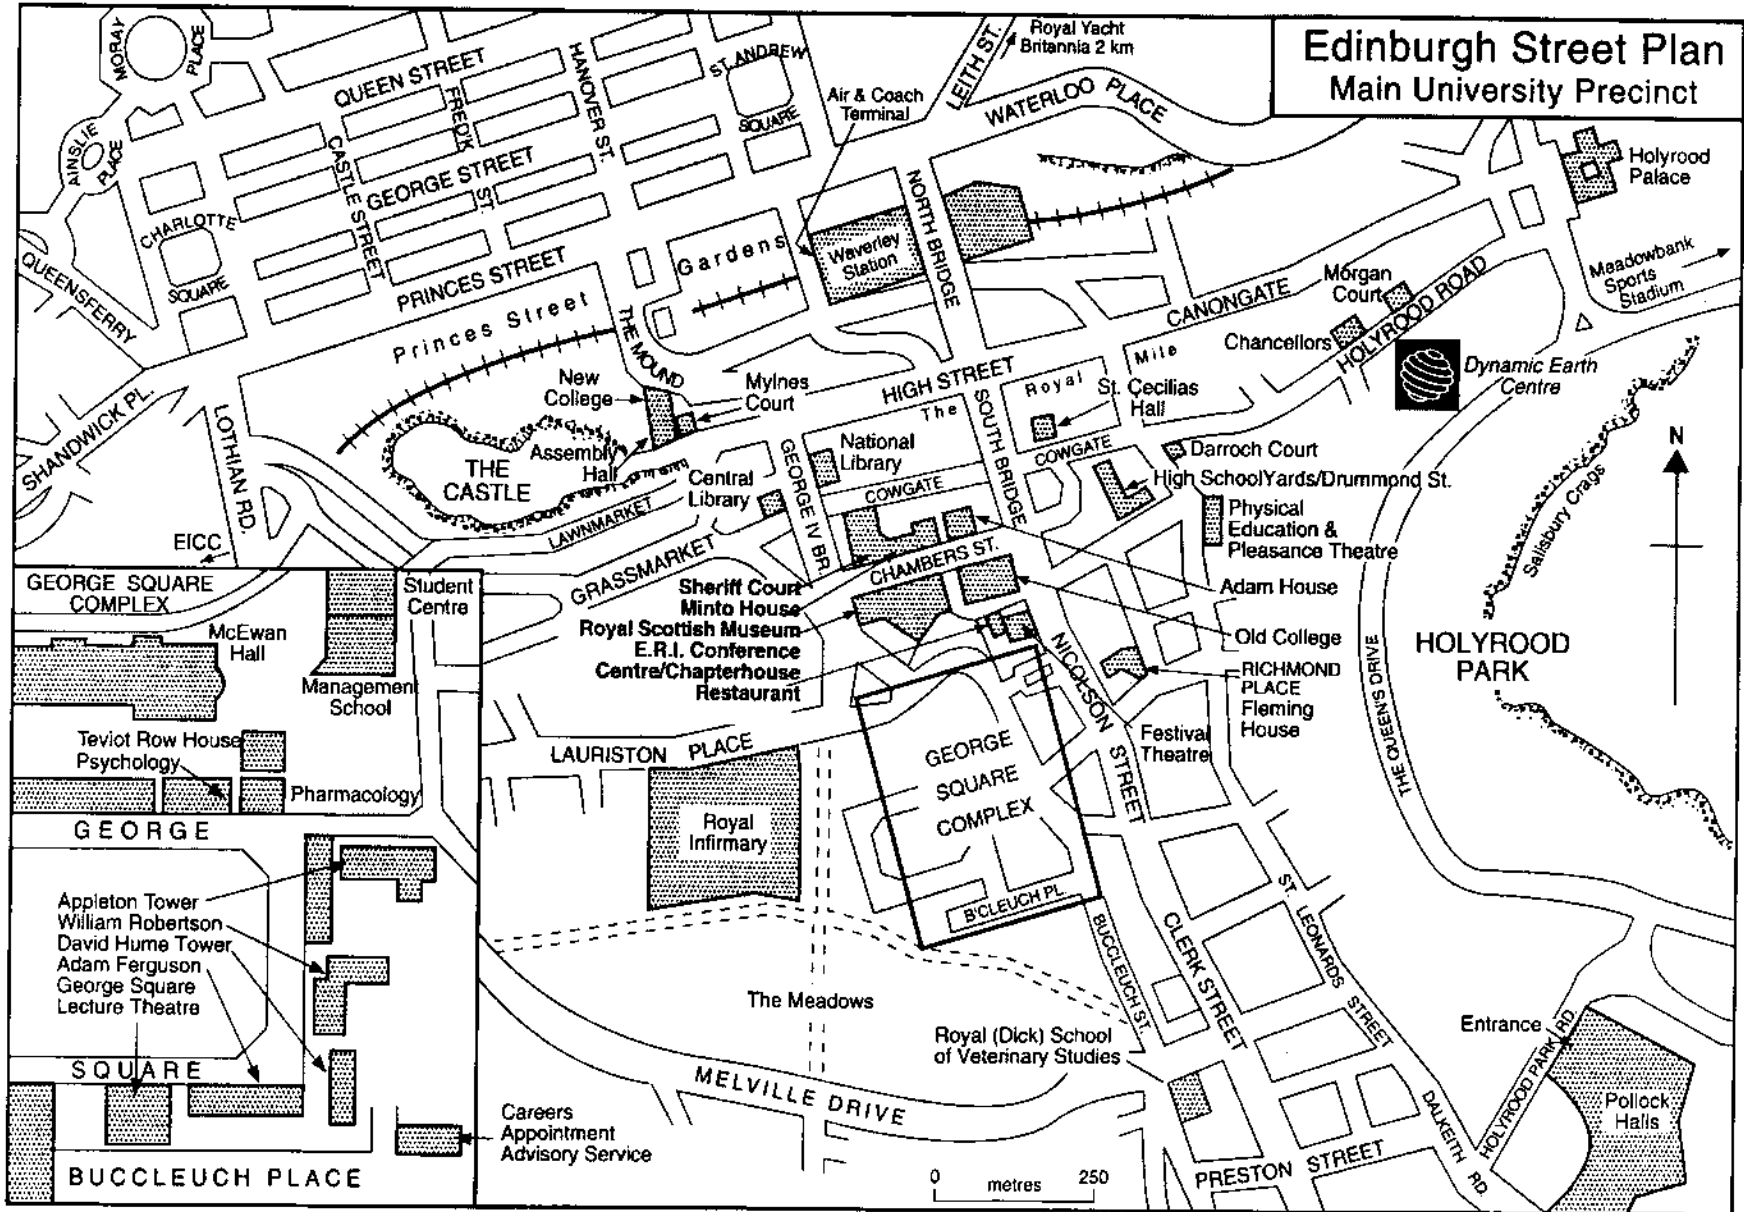 Edinburgh Street Plan
Main University Precinct
Royal Yacht
Britannia 2 km
LEITH ST.
WATERLOO PLACE
MORAY
PLACE
AINSLIE
PLACE
QUEEN STREET
FREDK
ST.
HANOVER ST.
ST. ANDREW
SQUARE
Air & Coach
Terminal
GEORGE STREET
CASTLE STREET
CHARLOTTE
SQUARE
QUEENSFERRY
PRINCES STREET
Princes Street
Gardens
Waverley
Station
NORTH BRIDGE
Holyrood
Palace
Meadowbank
Sports
Stadium
CANONGATE
Morgan
Court
Chancellors
HOLYROOD ROAD
Dynamic Earth
Centre
THE MOUND
New
College
Mylnes
Court
HIGH STREET
The
Royal
Mile
St. Cecilias
Hall
SHANDWICK PL.
LOTHIAN RD.
THE
CASTLE
Assembly
Hall
Central
Library
GEORGE IV BR.
National
Library
SOUTH BRIDGE
COWGATE
COWGATE
Darroch Court
High SchoolYards/Drummond St.
Physical
Education &
Pleasance Theatre
Salisbury Crags
N
LAWNMARKET
EICC
GRASSMARKET
CHAMBERS ST.
Sheriff Court
Minto House
Royal Scottish Museum
E.R.I. Conference
Centre/Chapterhouse
Restaurant
Adam House
Old College
RICHMOND
PLACE
Fleming
House
HOLYROOD
PARK
THE QUEEN'S DRIVE
NICOLSON STREET
Festival
Theatre
LAURISTON PLACE
Royal
Infirmary
GEORGE
SQUARE
COMPLEX
B'CLEUCH PL.
BUCCLEUCH ST.
CLERK STREET
ST. LEONARDS STREET
The Meadows
Royal (Dick) School
of Veterinary Studies
MELVILLE DRIVE
Entrance
HOLYROOD PARK RD.
Pollock
Halls
DALKEITH RD.
PRESTON STREET
0 metres 250
GEORGE SQUARE
COMPLEX
Student
Centre
McEwan
Hall
Management
School
Teviot Row House
Psychology
Pharmacology
GEORGE
Appleton Tower
William Robertson
David Hume Tower
Adam Ferguson
George Square
Lecture Theatre
SQUARE
Careers
Appointment
Advisory Service
BUCCLEUCH PLACE